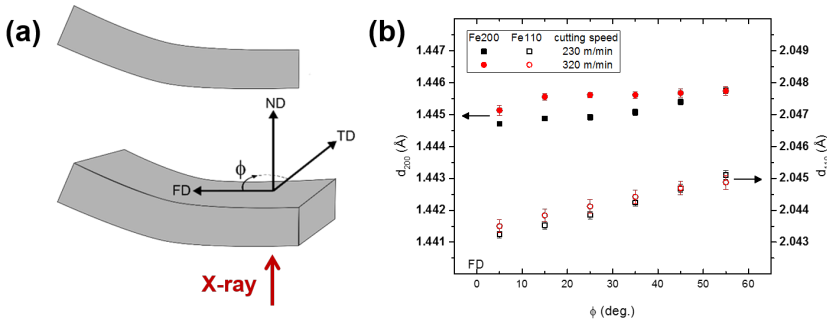 (a)
ND
TD
ϕ
FD
X-ray
(b)
Fe200 Fe110 cutting speed
230 m/min
320 m/min
1.447
1.446
1.445
1.444
1.443
1.442
1.441
d200 (Å)
2.049
2.048
2.047
2.046
2.045
2.044
2.043
d110 (Å)
FD
0 10 20 30 40 50 60
ϕ (deg.)